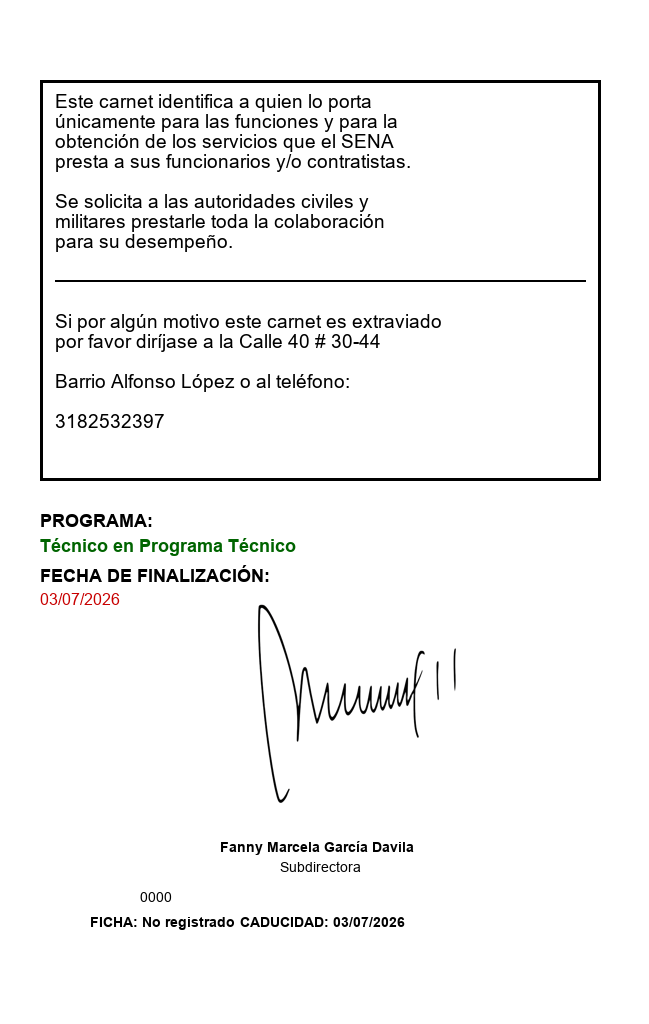 Este carnet identifica a quien lo porta
únicamente para las funciones y para la
obtención de los servicios que el SENA
presta a sus funcionarios y/o contratistas.
Se solicita a las autoridades civiles y
militares prestarle toda la colaboración
para su desempeño.
Si por algún motivo este carnet es extraviado
por favor diríjase a la Calle 40 # 30-44
Barrio Alfonso López o al teléfono:
3182532397
PROGRAMA:
Técnico en Programa Técnico
FECHA DE FINALIZACIÓN:
03/07/2026
Fanny Marcela García Davila
Subdirectora
0000
FICHA: No registrado CADUCIDAD: 03/07/2026